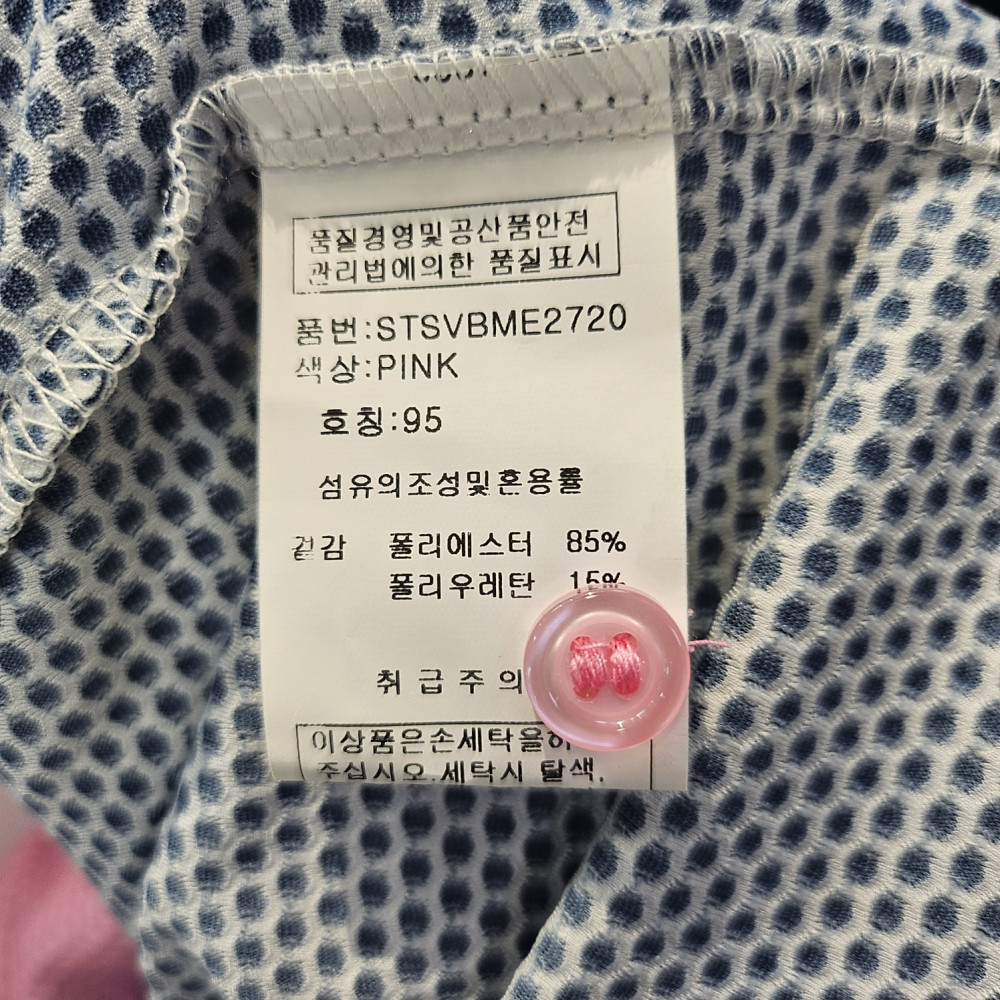 품질경영및공산품안전
관리법에의한 품질표시
품번:STSVBME2720
색상:PINK
호칭:95
섬유의조성및혼용률
겉감 폴리에스터 85%
폴리우레탄 15%
취급주의
이상품은손세탁을하
주십시오.세탁시 탈색,